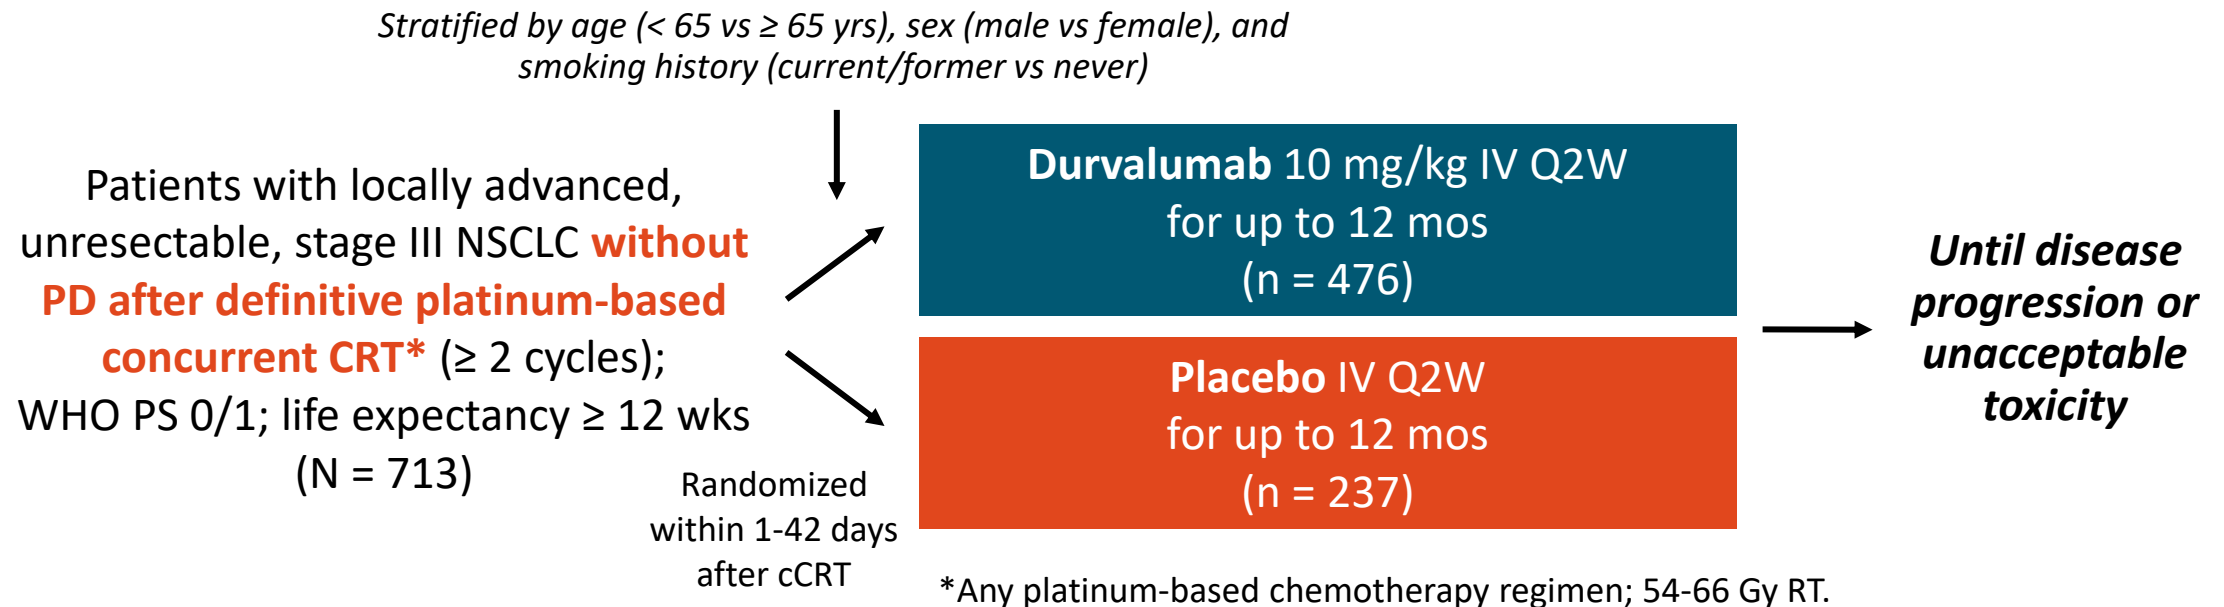 Stratified by age (< 65 vs ≥ 65 yrs), sex (male vs female), and
smoking history (current/former vs never)
Patients with locally advanced,
unresectable, stage III NSCLC without
PD after definitive platinum-based
concurrent CRT* (≥ 2 cycles);
WHO PS 0/1; life expectancy ≥ 12 wks
(N = 713)
Randomized
within 1-42 days
after cCRT
Durvalumab 10 mg/kg IV Q2W
for up to 12 mos
(n = 476)
Placebo IV Q2W
for up to 12 mos
(n = 237)
Until disease
progression or
unacceptable
toxicity
*Any platinum-based chemotherapy regimen; 54-66 Gy RT.